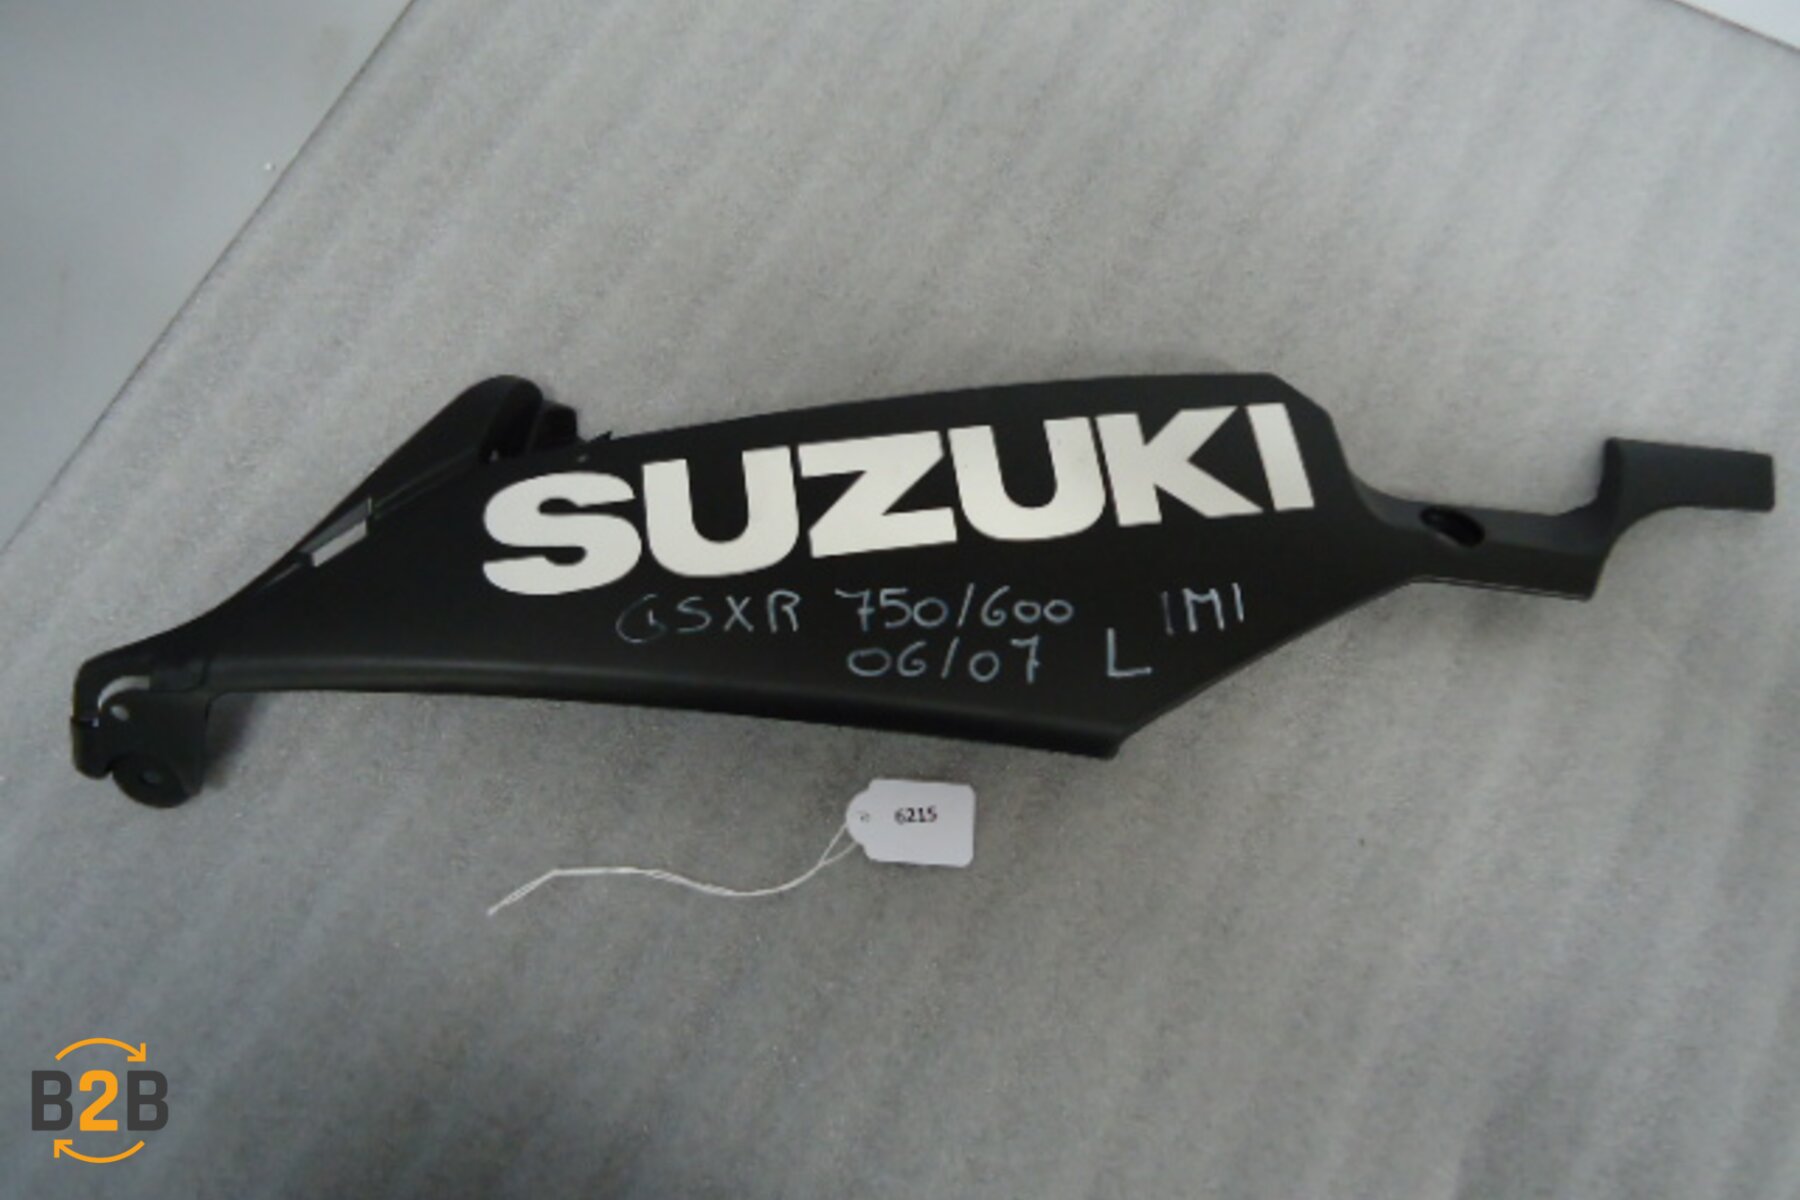 SUZUKI
GSXR 750/600 IMI
06/07 L
6215
B2B